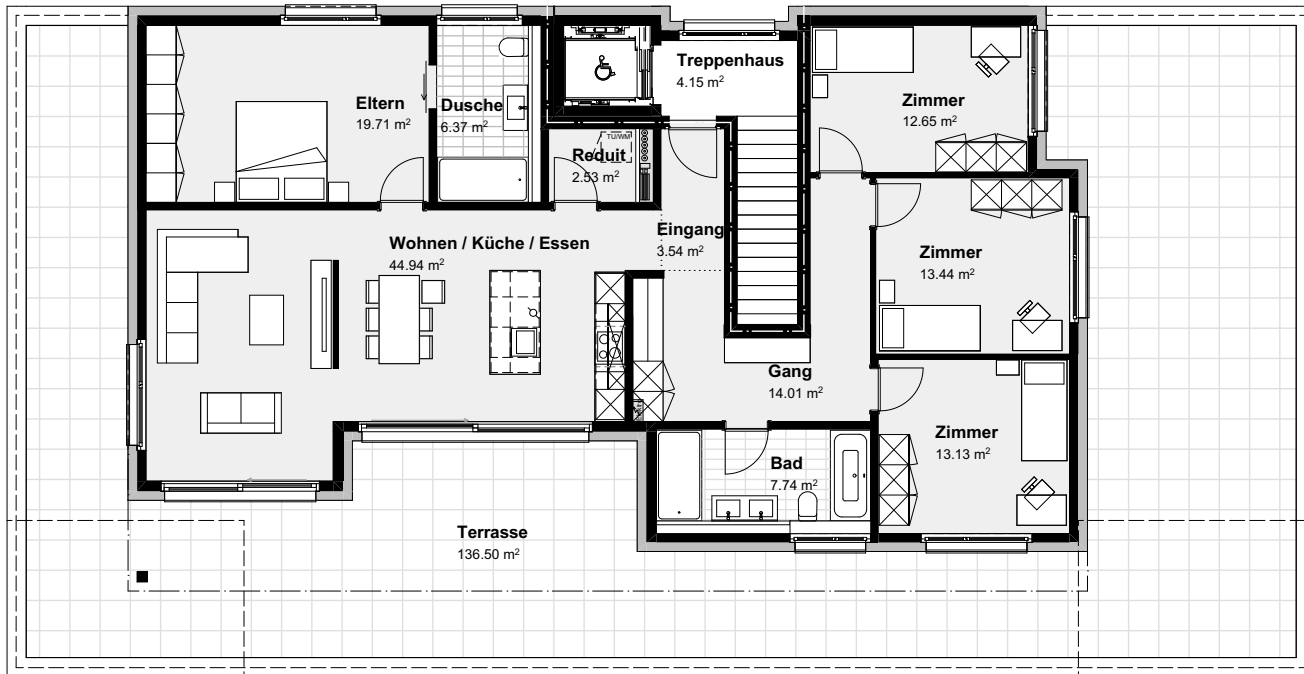 Treppenhaus
4.15 m²
Eltern
19.71 m²
Dusche
6.37 m²
Zimmer
12.65 m²
TU/WM
Reduit
2.53 m²
Eingang
3.54 m²
Wohnen / Küche / Essen
44.94 m²
Zimmer
13.44 m²
Gang
14.01 m²
Zimmer
13.13 m²
Bad
7.74 m²
Terrasse
136.50 m²